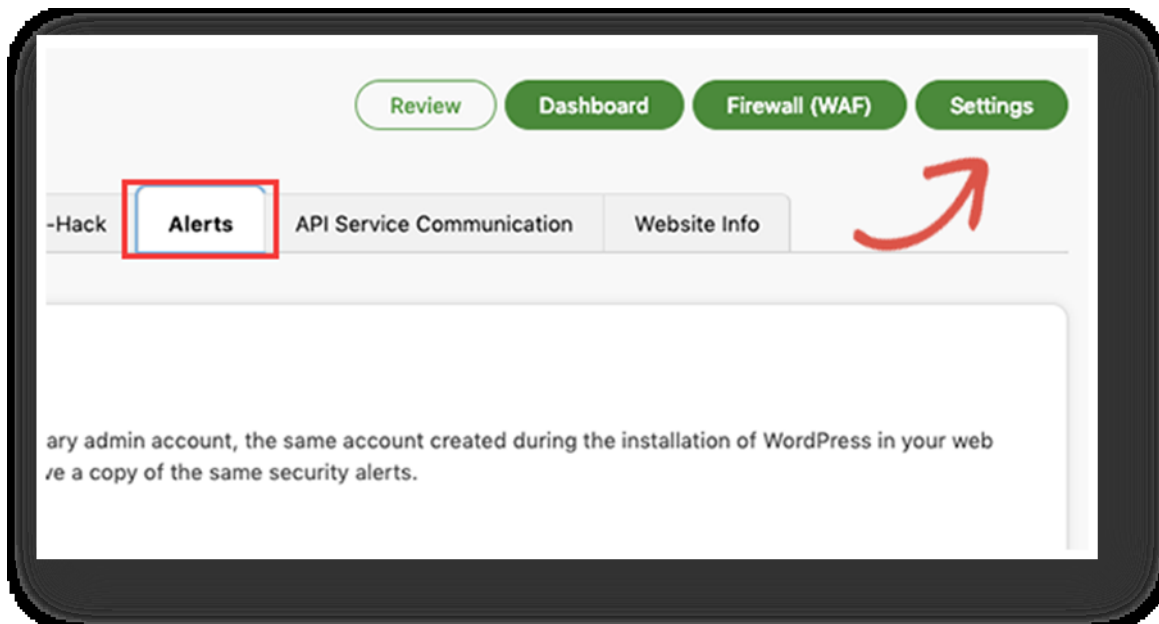 Review Dashboard Firewall (WAF) Settings
-Hack Alerts API Service Communication Website Info
ary admin account, the same account created during the installation of WordPress in your web
ve a copy of the same security alerts.